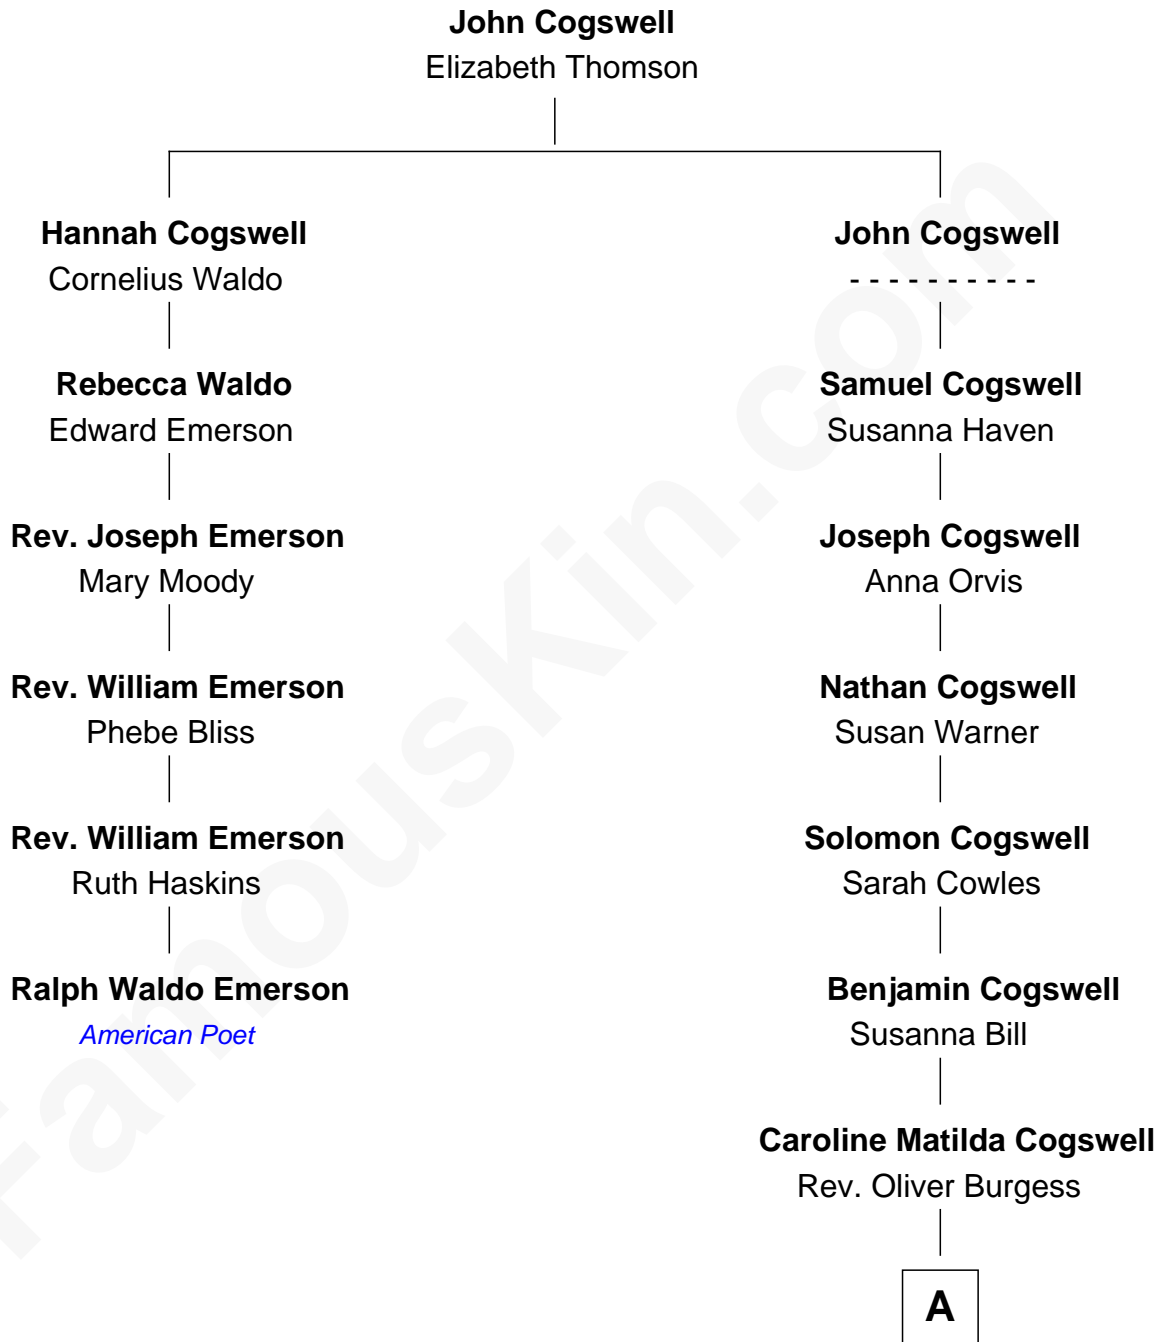 John Cogswell
Elizabeth Thomson
Hannah Cogswell
Cornelius Waldo
John Cogswell
- - - - - - - - - -
Rebecca Waldo
Edward Emerson
Samuel Cogswell
Susanna Haven
Rev. Joseph Emerson
Mary Moody
Joseph Cogswell
Anna Orvis
Rev. William Emerson
Phebe Bliss
Nathan Cogswell
Susan Warner
Rev. William Emerson
Ruth Haskins
Solomon Cogswell
Sarah Cowles
Ralph Waldo Emerson
American Poet
Benjamin Cogswell
Susanna Bill
Caroline Matilda Cogswell
Rev. Oliver Burgess
A
FamousKin.com